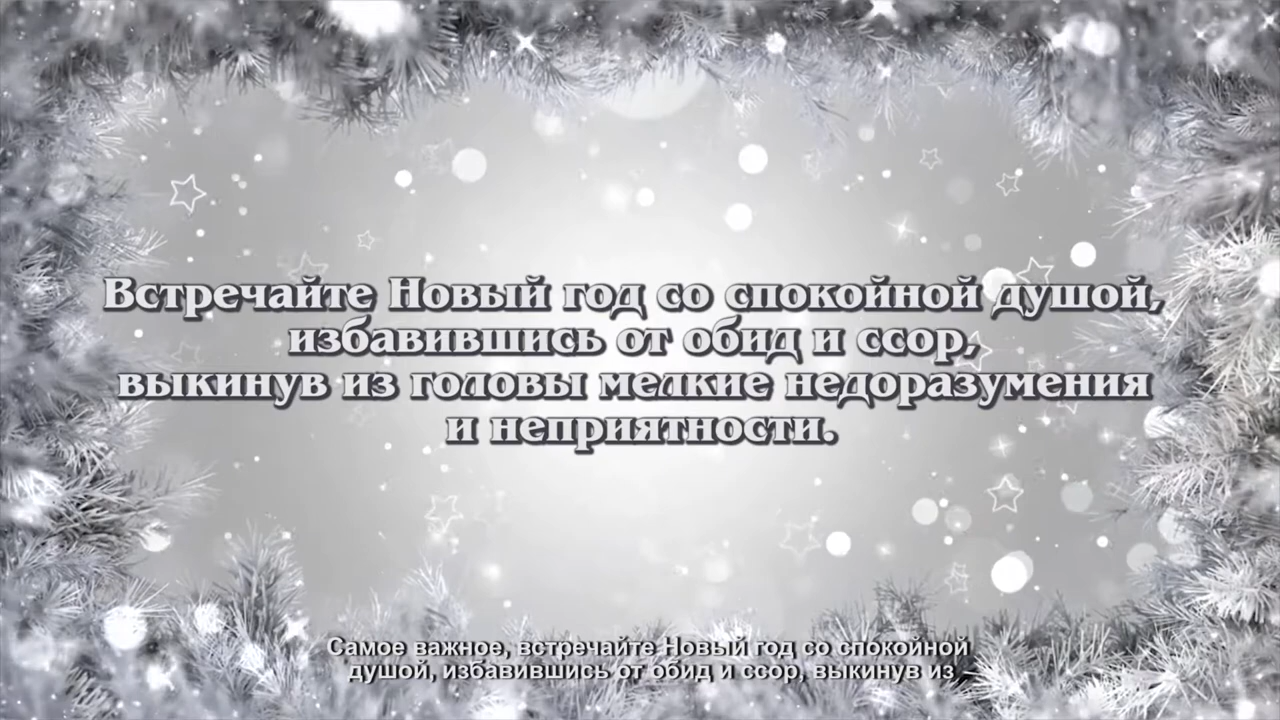 Встречайте Новый год со спокойной душой,
избавившись от обид и ссор,
выкинув из головы мелкие недоразумения
и неприятности.
Самое важное, встречайте Новый год со спокойной
душой, избавившись от обид и ссор, выкинув из